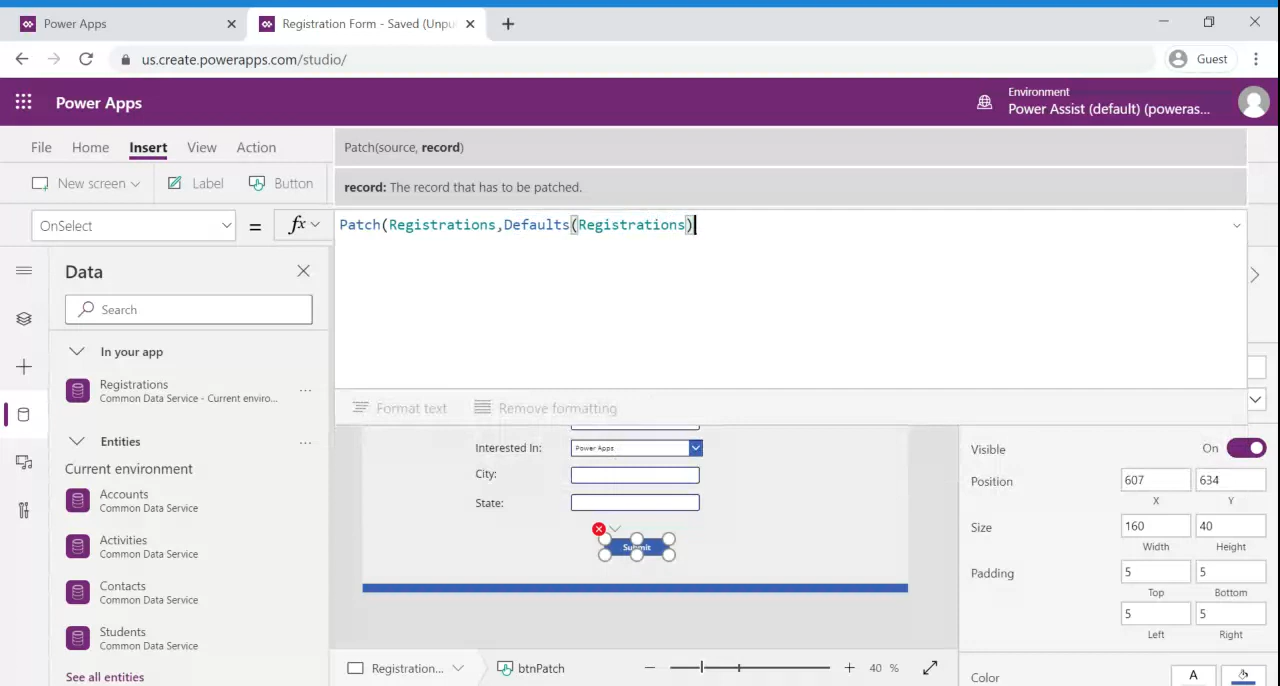 Power Apps
Registration Form - Saved (Unpu
us.create.powerapps.com/studio/
Guest
Power Apps
Environment
Power Assist (default) (poweras...
File Home Insert View Action
Patch(source, record)
New screen Label Button
record: The record that has to be patched.
OnSelect = fx
Patch(Registrations,Defaults(Registrations)
Data
Search
In your app
Registrations
Common Data Service - Current enviro...
Format text Remove formatting
Entities
Current environment
Accounts
Common Data Service
Activities
Common Data Service
Contacts
Common Data Service
Students
Common Data Service
See all entities
Interested In: Power Apps
City:
State:
Submit
Registration...
btnPatch
40 %
Visible On
Position 607 634
X Y
Size 160 40
Width Height
Padding 5 5
Top Bottom
5 5
Left Right
Color A